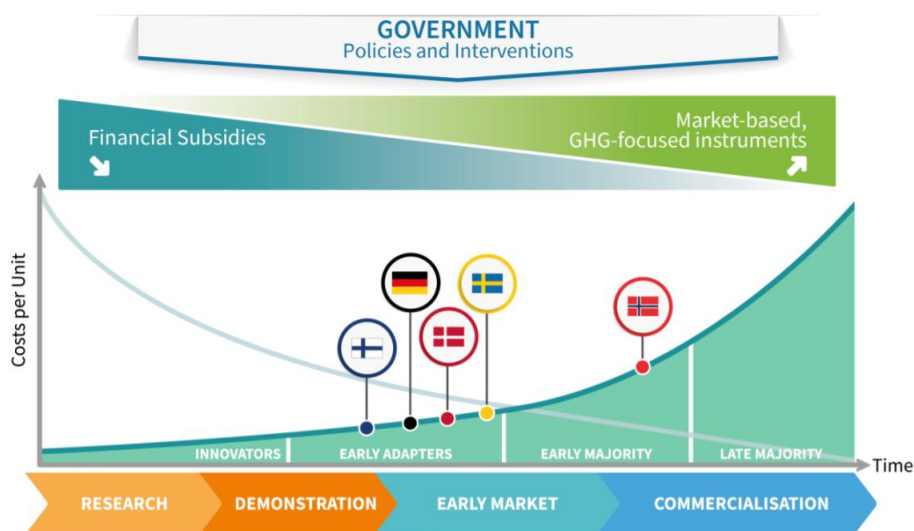 GOVERNMENT
Policies and Interventions
Financial Subsidies
Market-based,
GHG-focused instruments
Costs per Unit
INNOVATORS
EARLY ADAPTERS
EARLY MAJORITY
LATE MAJORITY
Time
RESEARCH
DEMONSTRATION
EARLY MARKET
COMMERCIALISATION